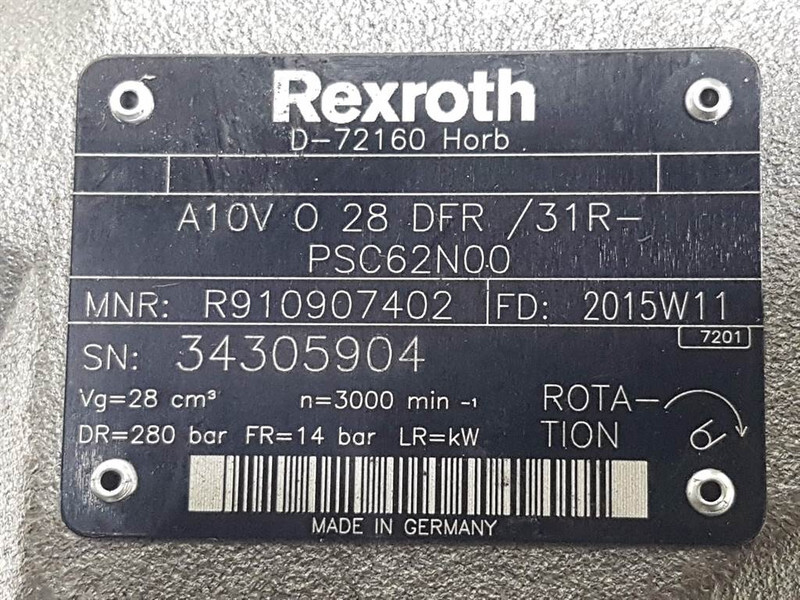 Rexroth
D-72160 Horb
A10V O 28 DFR /31R-
PSC62N00
MNR: R910907402 FD: 2015W11
7201
SN: 34305904
Vg=28 cm³ n=3000 min -1 ROTA-
DR=280 bar FR=14 bar LR=kW TION
MADE IN GERMANY